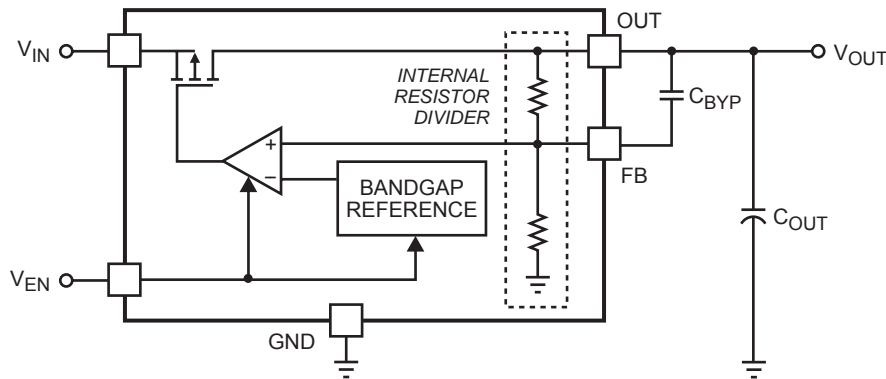 OUT
V_IN
V_OUT
INTERNAL
RESISTOR
DIVIDER
C_BYP
+
–
FB
BANDGAP
REFERENCE
C_OUT
V_EN
GND